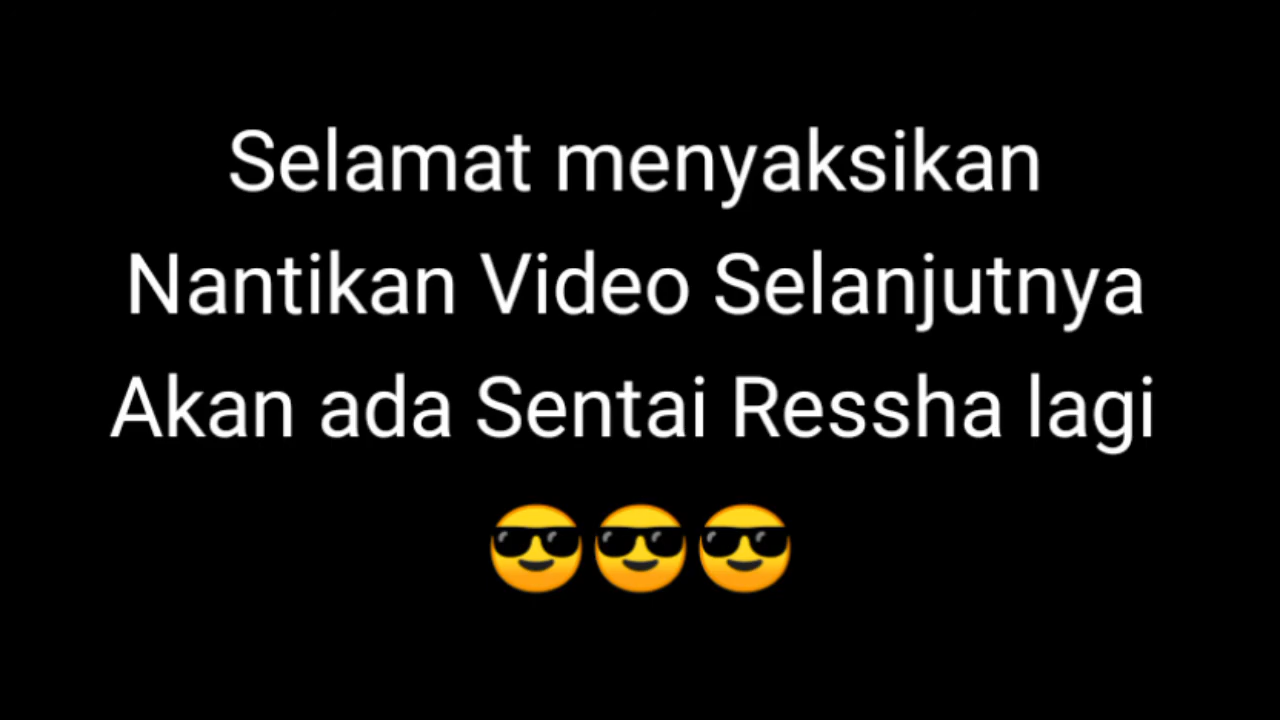 Selamat menyaksikan
Nantikan Video Selanjutnya
Akan ada Sentai Ressha lagi
😎😎😎